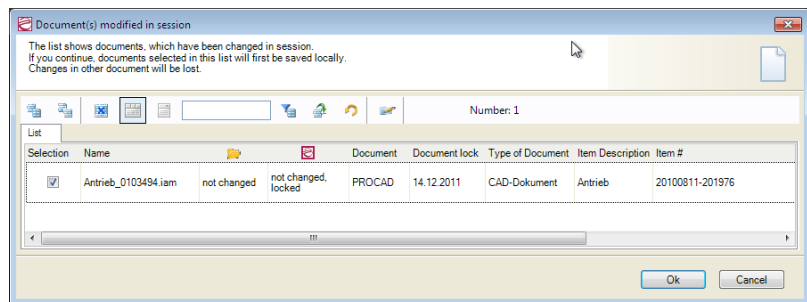 Document(s) modified in session
The list shows documents, which have been changed in session.
If you continue, documents selected in this list will first be saved locally.
Changes in other document will be lost.
Number: 1
List
Selection Name Document Document lock Type of Document Item Description Item #
Antrieb_0103494.iam not changed not changed, locked PROCAD 14.12.2011 CAD-Dokument Antrieb 20100811-201976
Ok Cancel